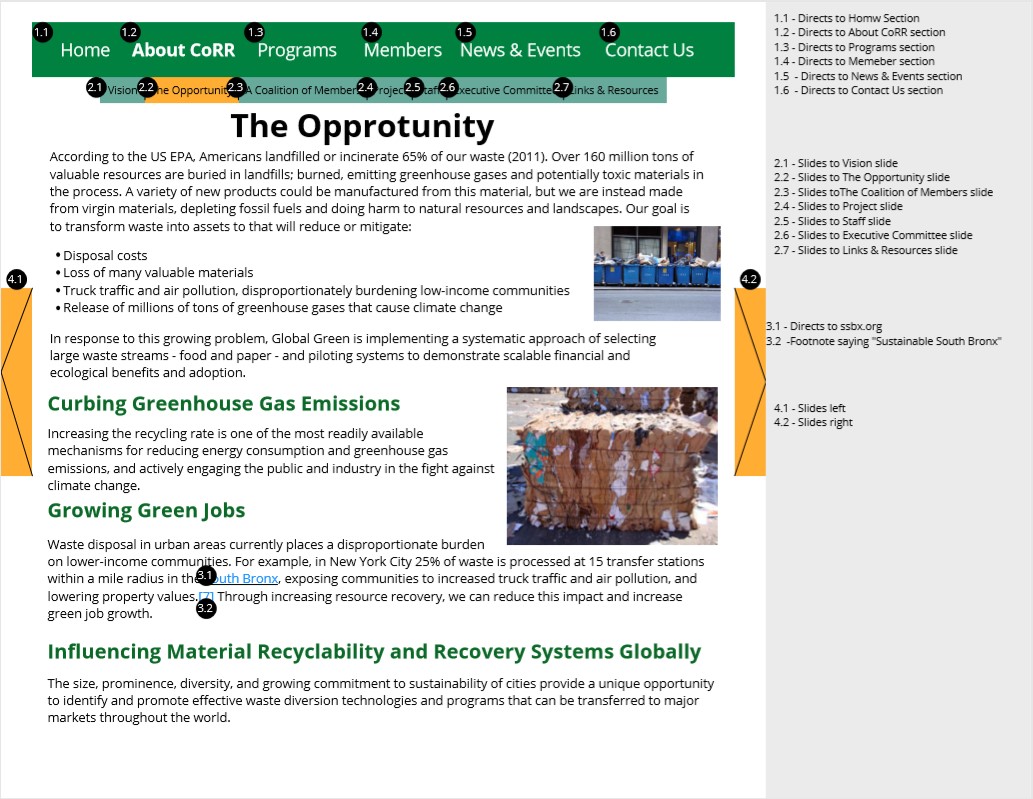 1.1 1.2 1.3 1.4 1.5 1.6
Home About CoRR Programs Members News & Events Contact Us
2.1 Vision 2.2 The Opportunity 2.3 A Coalition of Member 2.4 Project 2.5 taff 2.6 xecutive Committee 2.7 Links & Resources
The Opprotunity
According to the US EPA, Americans landfilled or incinerate 65% of our waste (2011). Over 160 million tons of
valuable resources are buried in landfills; burned, emitting greenhouse gases and potentially toxic materials in
the process. A variety of new products could be manufactured from this material, but we are instead made
from virgin materials, depleting fossil fuels and doing harm to natural resources and landscapes. Our goal is
to transform waste into assets to that will reduce or mitigate:
• Disposal costs
• Loss of many valuable materials
• Truck traffic and air pollution, disproportionately burdening low-income communities
• Release of millions of tons of greenhouse gases that cause climate change
4.1
4.2
In response to this growing problem, Global Green is implementing a systematic approach of selecting
large waste streams - food and paper - and piloting systems to demonstrate scalable financial and
ecological benefits and adoption.
Curbing Greenhouse Gas Emissions
Increasing the recycling rate is one of the most readily available
mechanisms for reducing energy consumption and greenhouse gas
emissions, and actively engaging the public and industry in the fight against
climate change.
Growing Green Jobs
Waste disposal in urban areas currently places a disproportionate burden
on lower-income communities. For example, in New York City 25% of waste is processed at 15 transfer stations
within a mile radius in the South Bronx, exposing communities to increased truck traffic and air pollution, and
3.1
lowering property values.[7] Through increasing resource recovery, we can reduce this impact and increase
3.2
green job growth.
Influencing Material Recyclability and Recovery Systems Globally
The size, prominence, diversity, and growing commitment to sustainability of cities provide a unique opportunity
to identify and promote effective waste diversion technologies and programs that can be transferred to major
markets throughout the world.
1.1 - Directs to Homw Section
1.2 - Directs to About CoRR section
1.3 - Directs to Programs section
1.4 - Directs to Memeber section
1.5 - Directs to News & Events section
1.6 - Directs to Contact Us section
2.1 - Slides to Vision slide
2.2 - Slides to The Opportunity slide
2.3 - Slides toThe Coalition of Members slide
2.4 - Slides to Project slide
2.5 - Slides to Staff slide
2.6 - Slides to Executive Committee slide
2.7 - Slides to Links & Resources slide
3.1 - Directs to ssbx.org
3.2 -Footnote saying "Sustainable South Bronx"
4.1 - Slides left
4.2 - Slides right